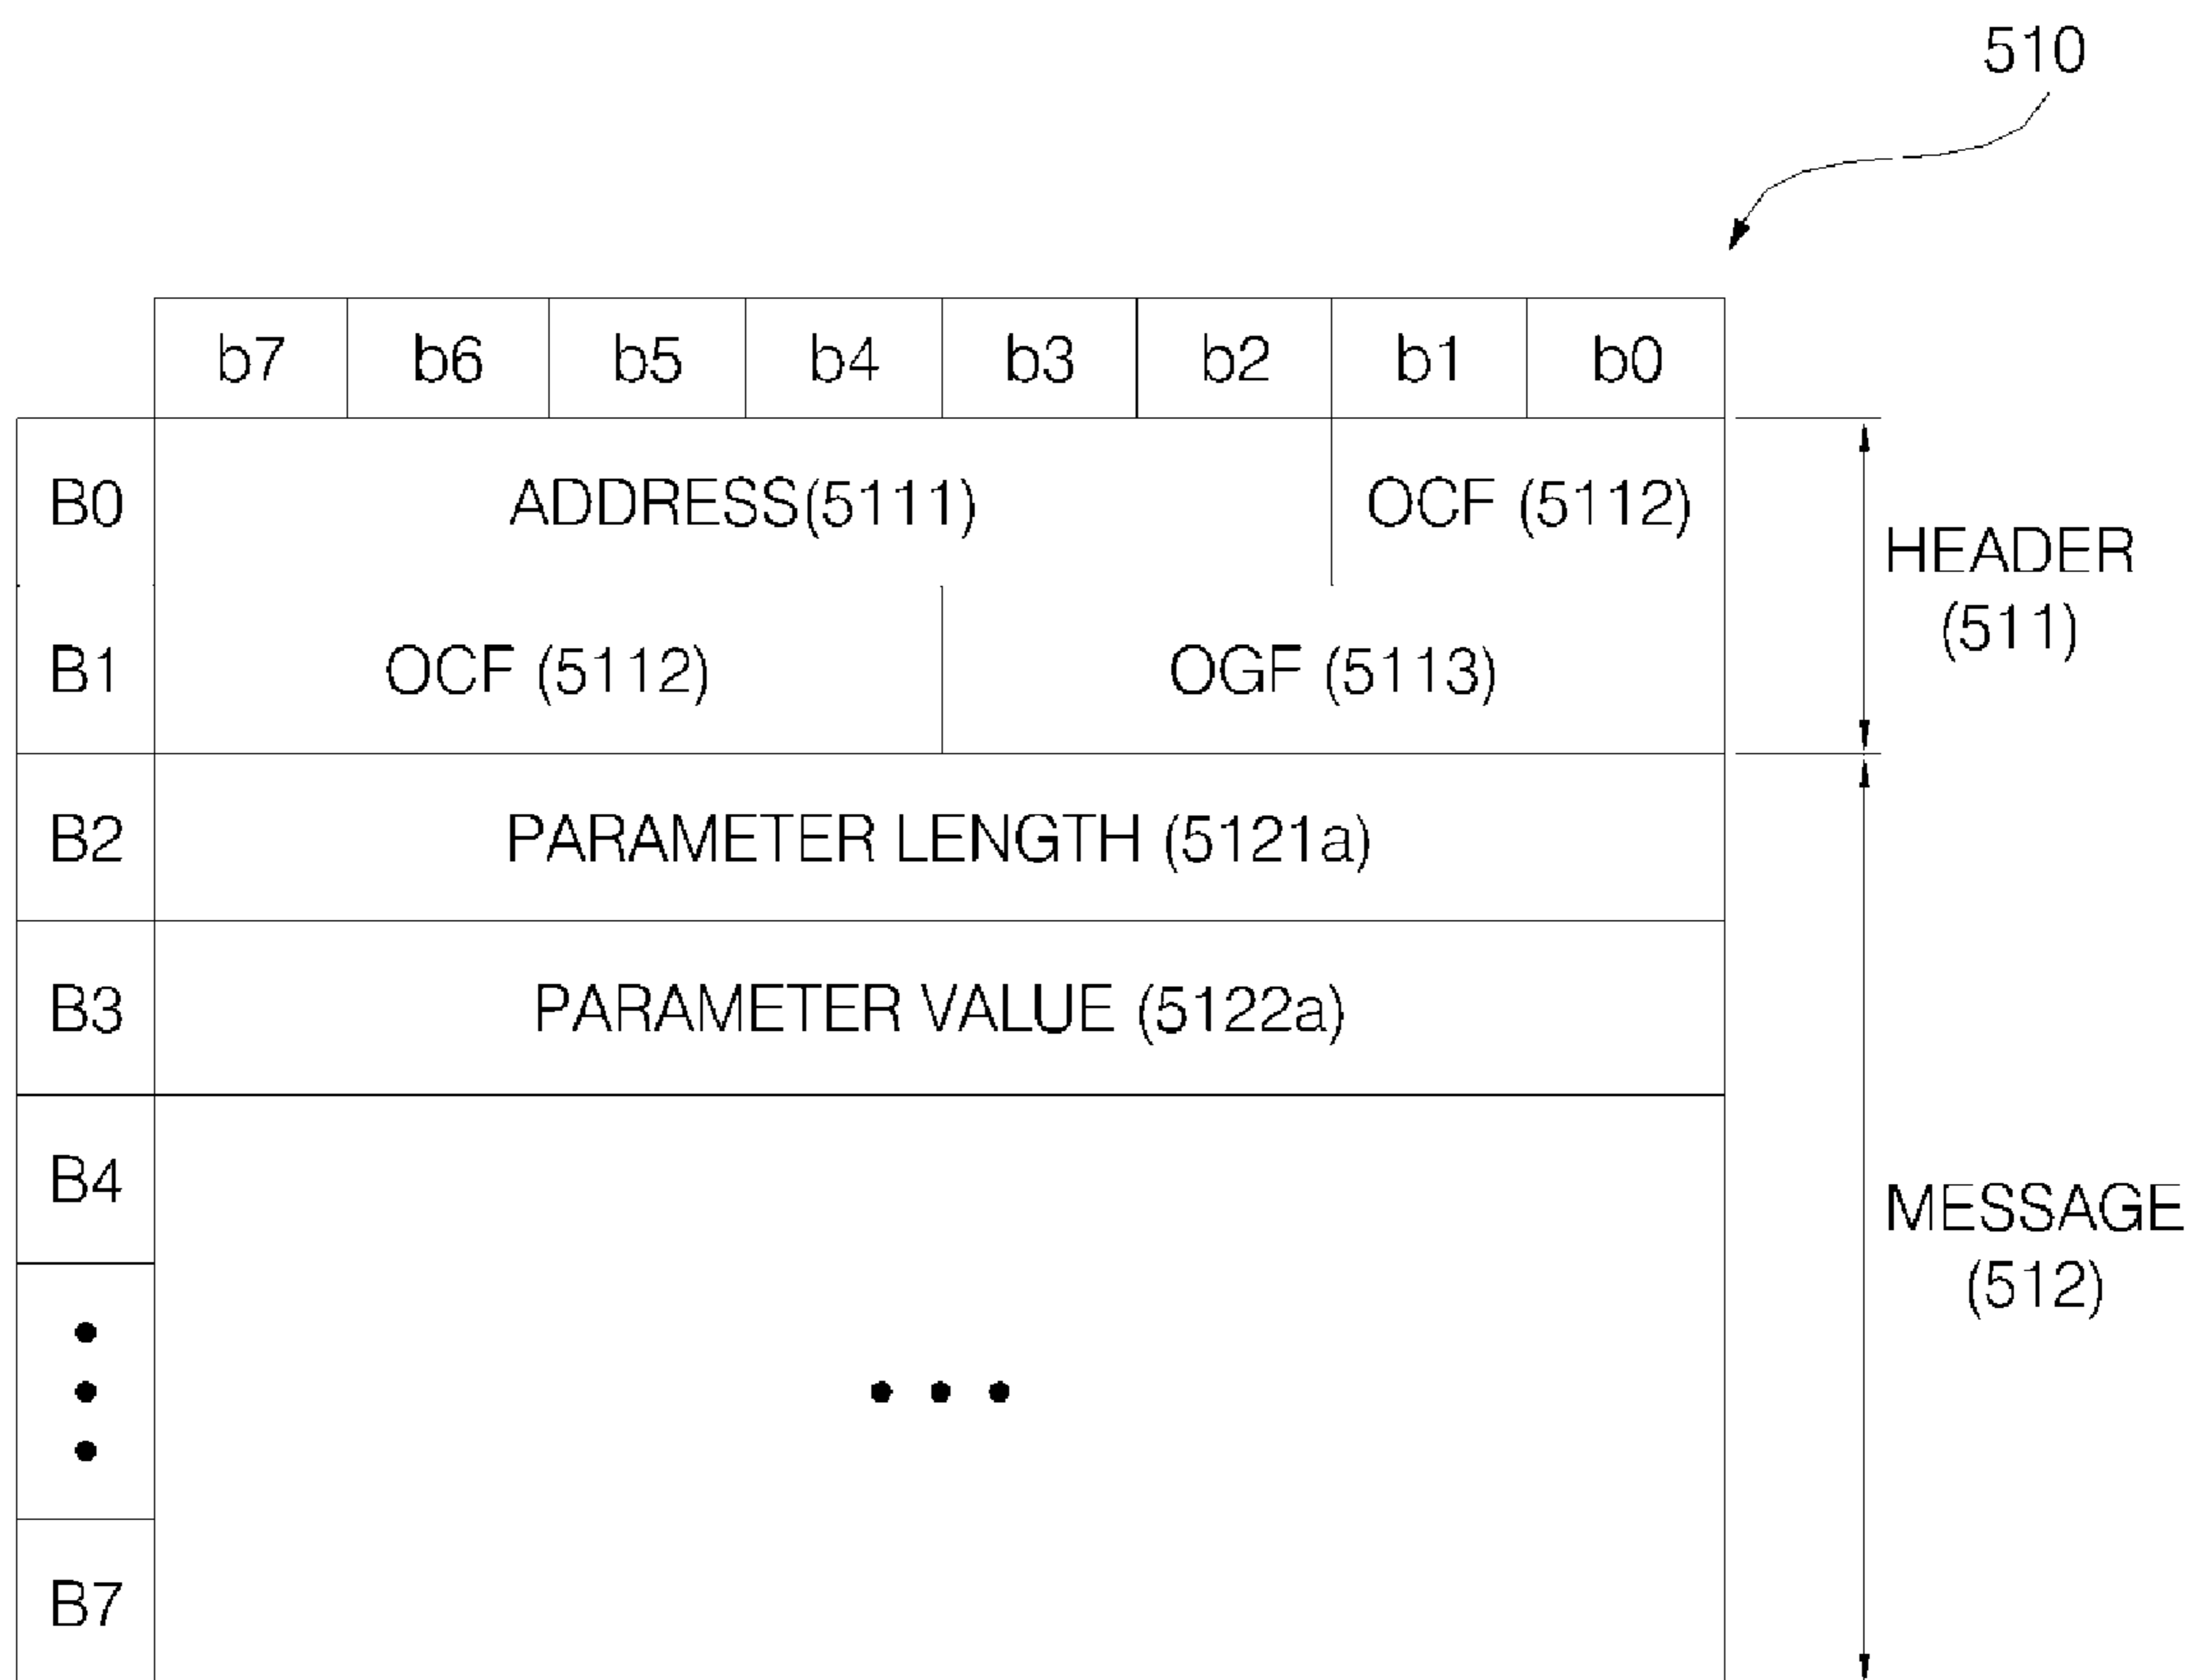 510
b7 b6 b5 b4 b3 b2 b1 b0
B0 ADDRESS(5111) OCF (5112)
HEADER
(511)
B1 OCF (5112) OGF (5113)
B2 PARAMETER LENGTH (5121a)
B3 PARAMETER VALUE (5122a)
B4
MESSAGE
(512)
B7